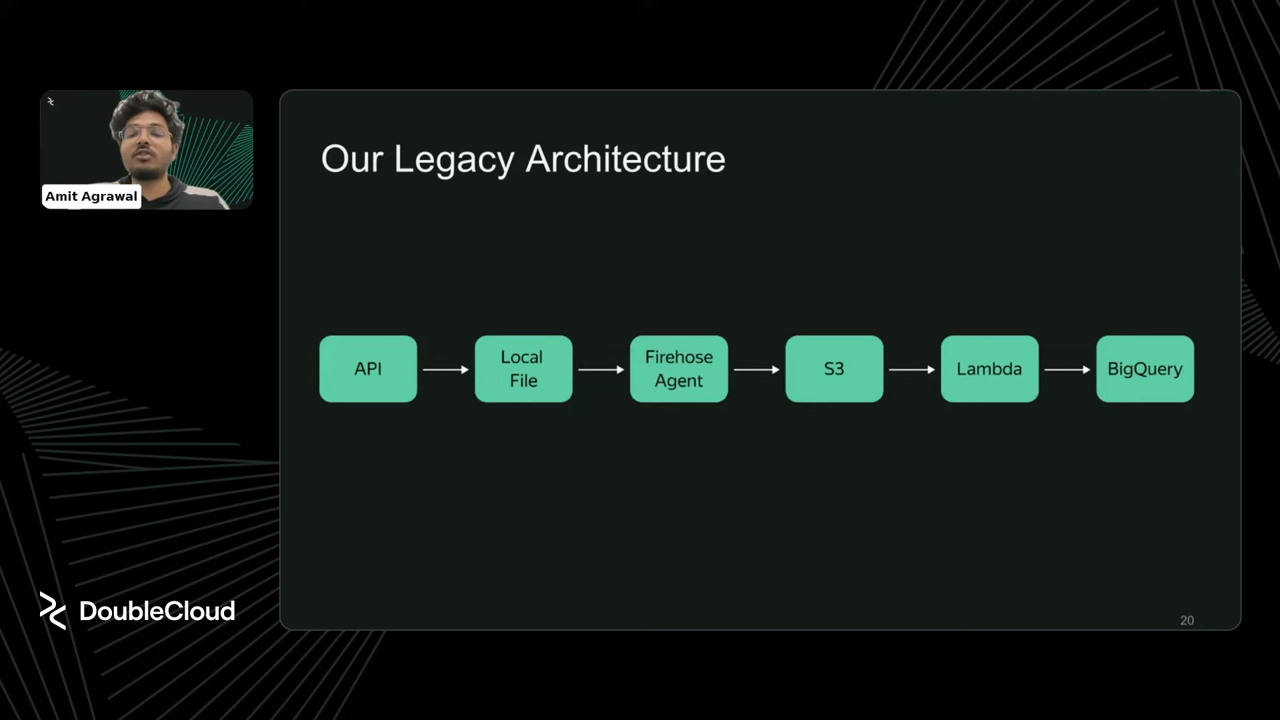 Our Legacy Architecture
Amit Agrawal
API
Local
File
Firehose
Agent
S3
Lambda
BigQuery
DoubleCloud
20